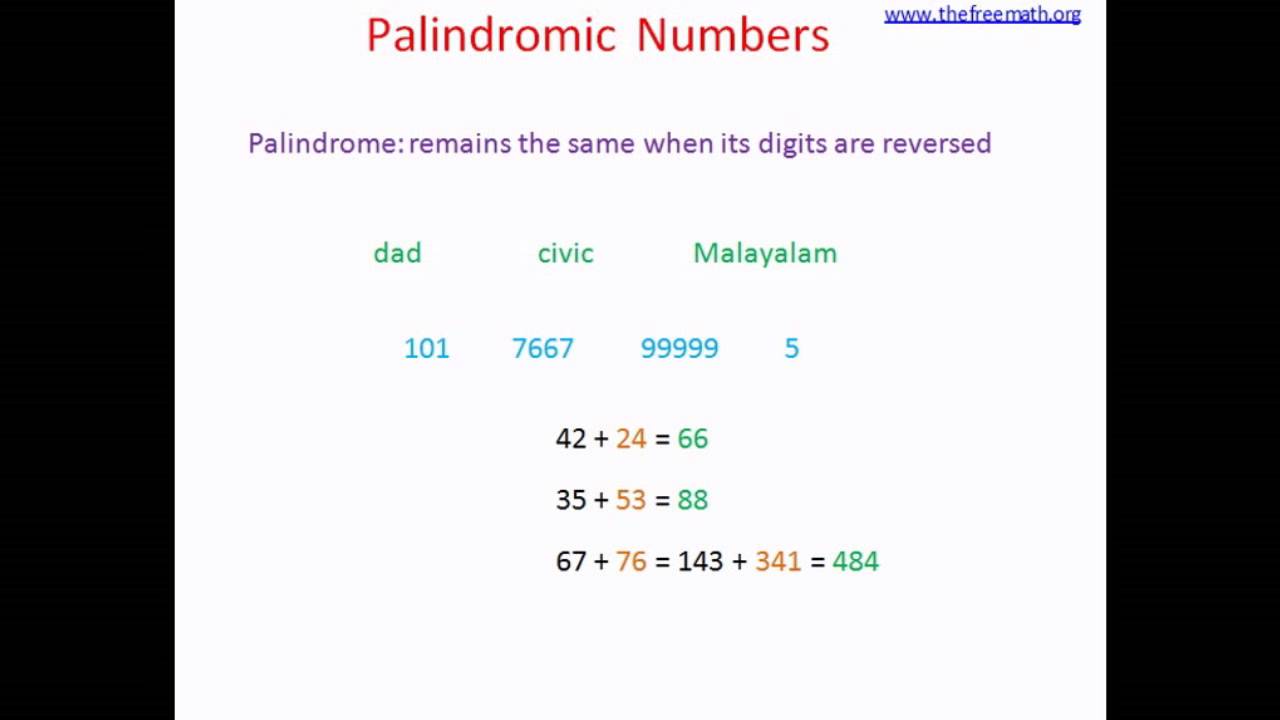 www.thefreemath.org
Palindromic Numbers
Palindrome: remains the same when its digits are reversed
dad civic Malayalam
101 7667 99999 5
42 + 24 = 66
35 + 53 = 88
67 + 76 = 143 + 341 = 484